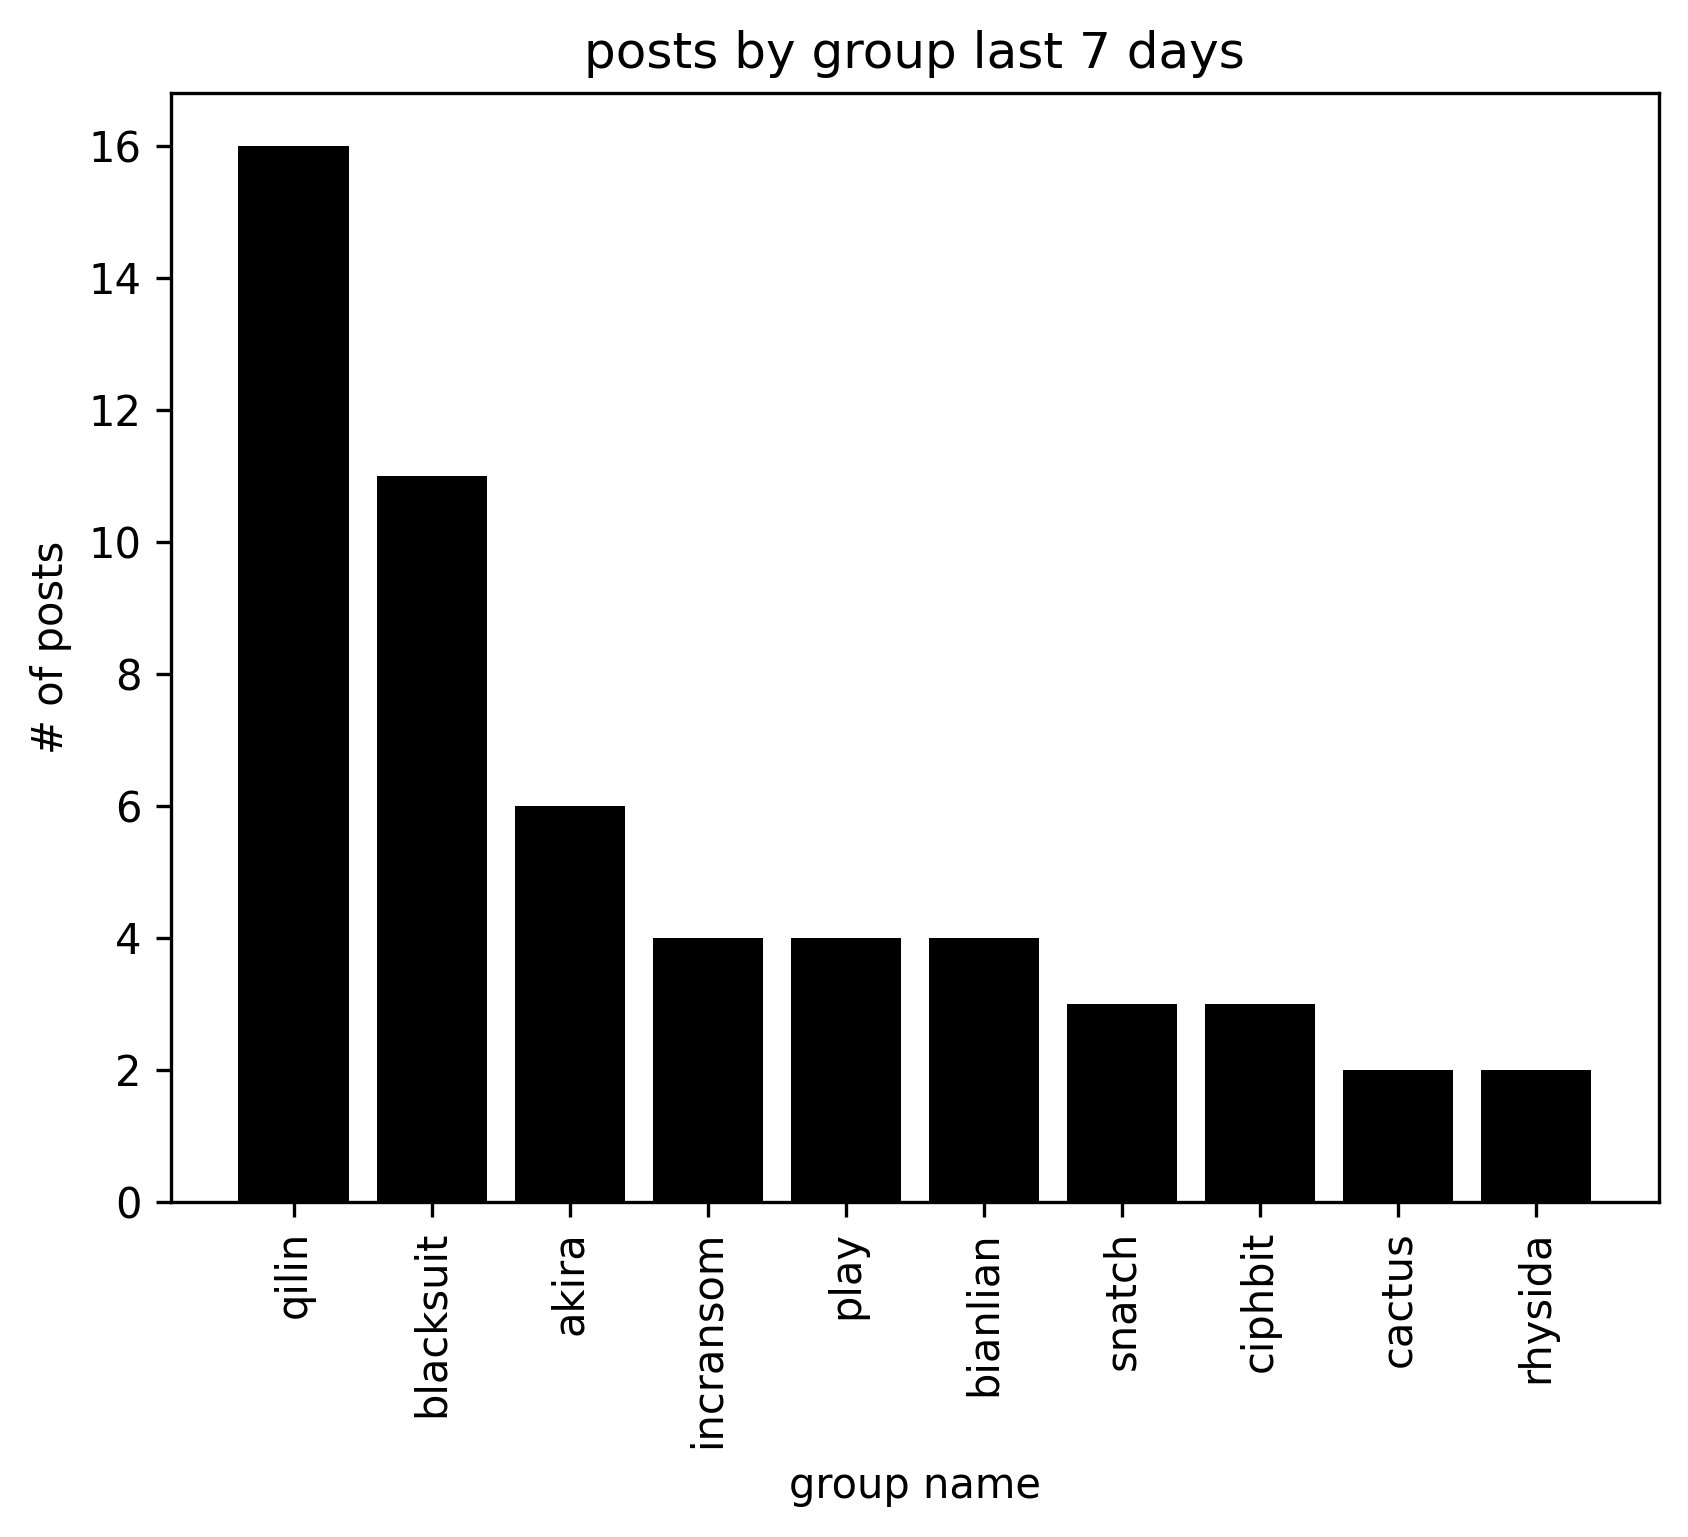 posts by group last 7 days
16
14
12
10
8
6
4
2
0
# of posts
qilin
blacksuit
akira
incransom
play
bianlian
snatch
ciphbit
cactus
rhysida
group name